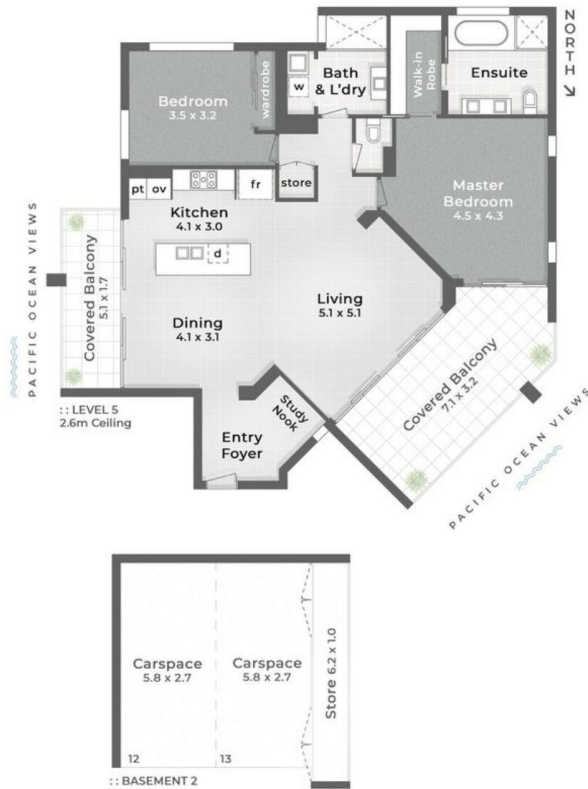 NORTH
Bath
& L'dry
w
Walk-in
Robe
Ensuite
Bedroom
3.5 x 3.2
wardrobe
pt ov
fr
store
Master
Bedroom
4.5 x 4.3
Kitchen
4.1 x 3.0
d
PACIFIC OCEAN VIEWS
Covered Balcony
5.1 x 1.7
Living
5.1 x 5.1
Dining
4.1 x 3.1
Covered Balcony
7.1 x 3.2
Study
Nook
:: LEVEL 5
2.6m Ceiling
Entry
Foyer
PACIFIC OCEAN VIEWS
Carspace
5.8 x 2.7
Carspace
5.8 x 2.7
Store 6.2 x 1.0
12
13
:: BASEMENT 2